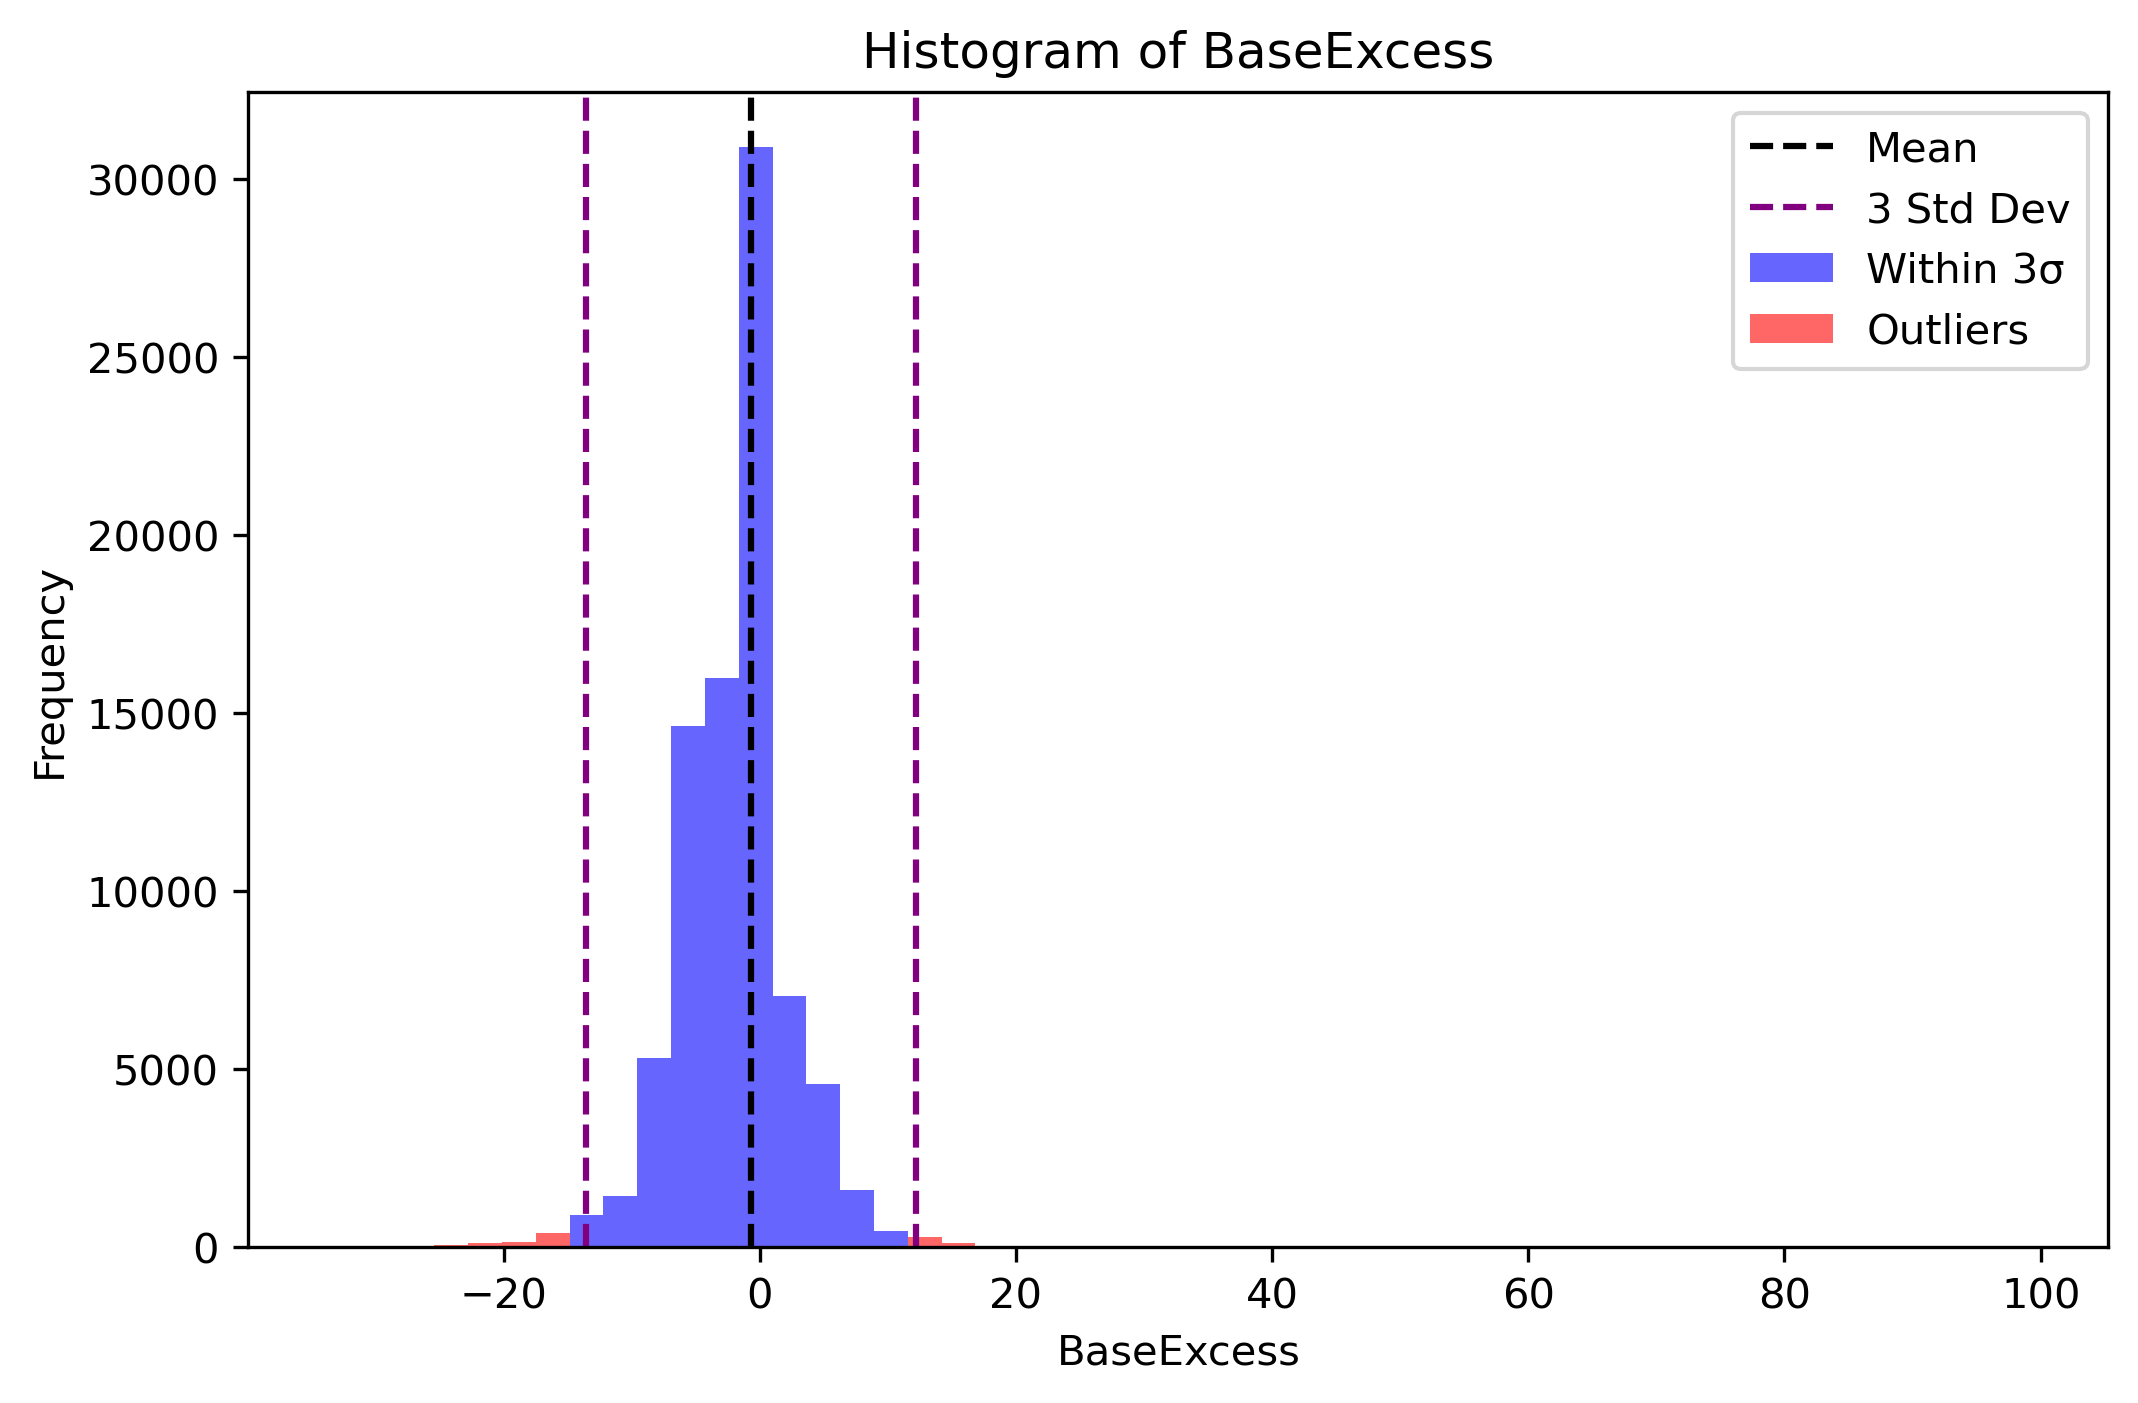 Histogram of BaseExcess
Mean
3 Std Dev
Within 3σ
Outliers
30000
25000
20000
15000
10000
5000
0
Frequency
−20 0 20 40 60 80 100
BaseExcess